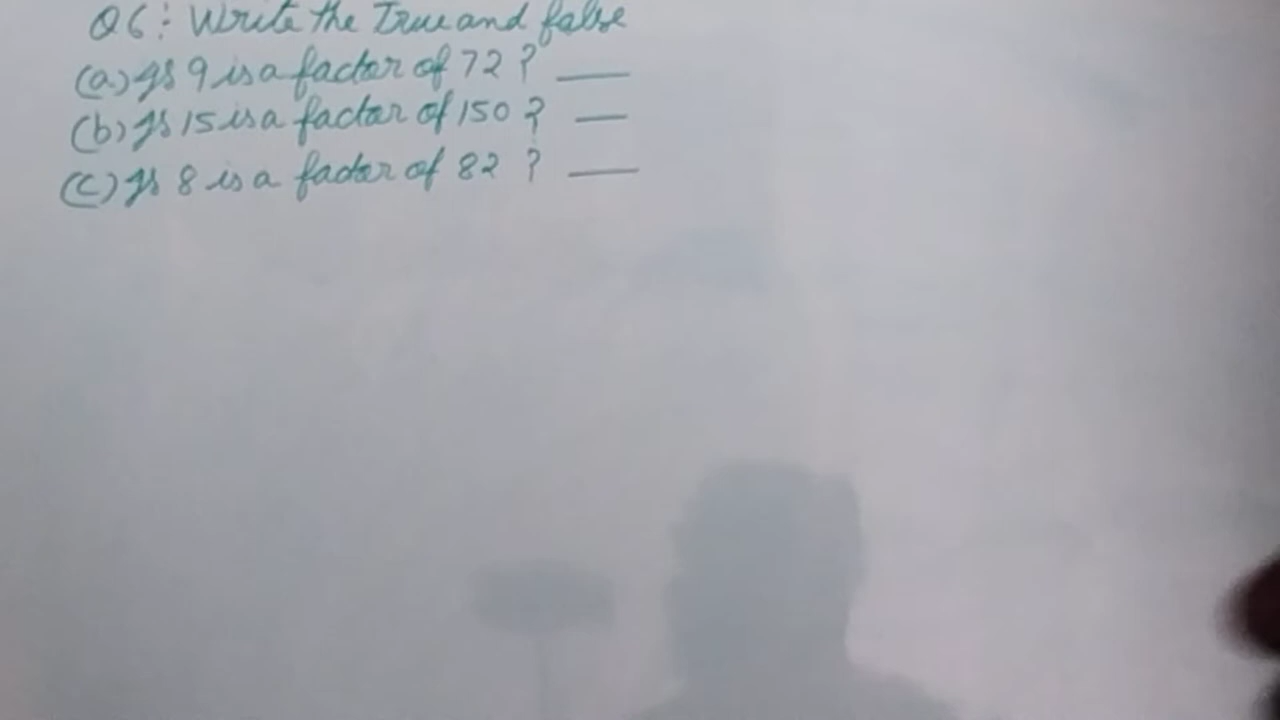 Q6: Write the True and false
(a) Is 9 is a factor of 72 ? ___
(b) Is 15 is a factor of 150 ? ___
(c) Is 8 is a factor of 82 ? ___